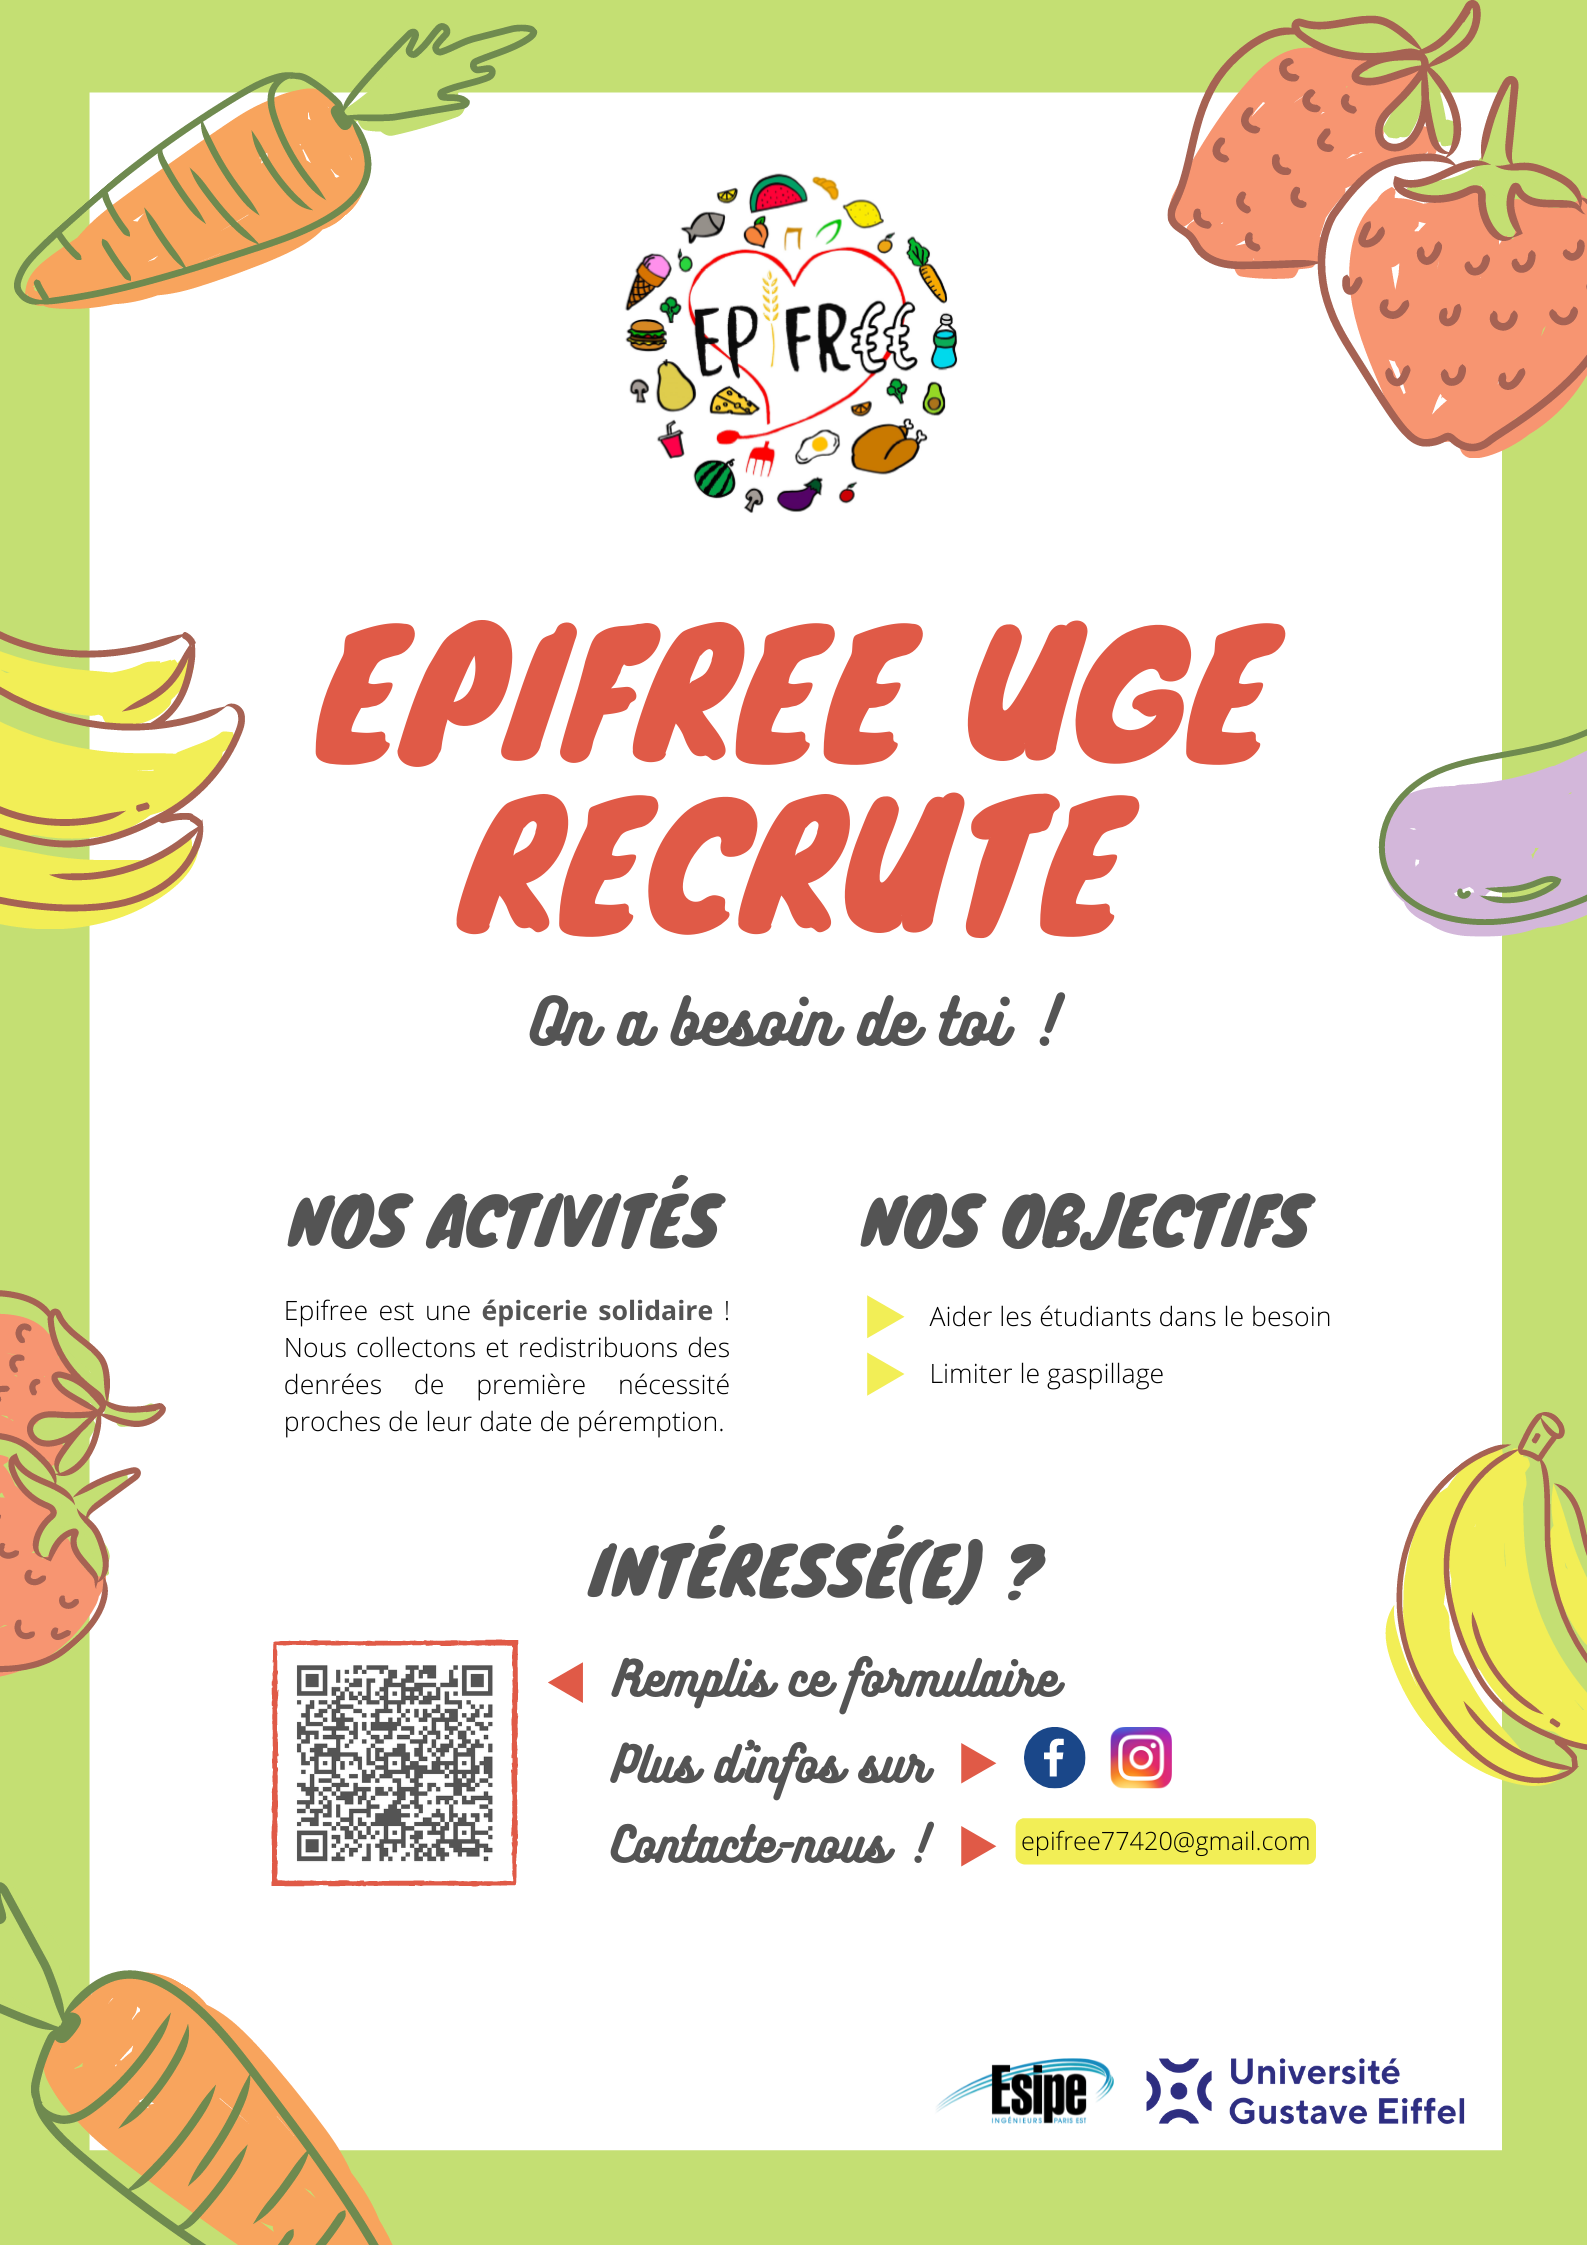 EPIFR€€
EPIFREE UGE
RECRUTE
On a besoin de toi !
NOS ACTIVITÉS
Epifree est une épicerie solidaire !
Nous collectons et redistribuons des
denrées de première nécessité
proches de leur date de péremption.
NOS OBJECTIFS
Aider les étudiants dans le besoin
Limiter le gaspillage
INTÉRESSÉ(E) ?
Remplis ce formulaire
Plus d'infos sur
Contacte-nous !
epifree77420@gmail.com
Esipe
INGÉNIEURS PARIS EST
Université
Gustave Eiffel